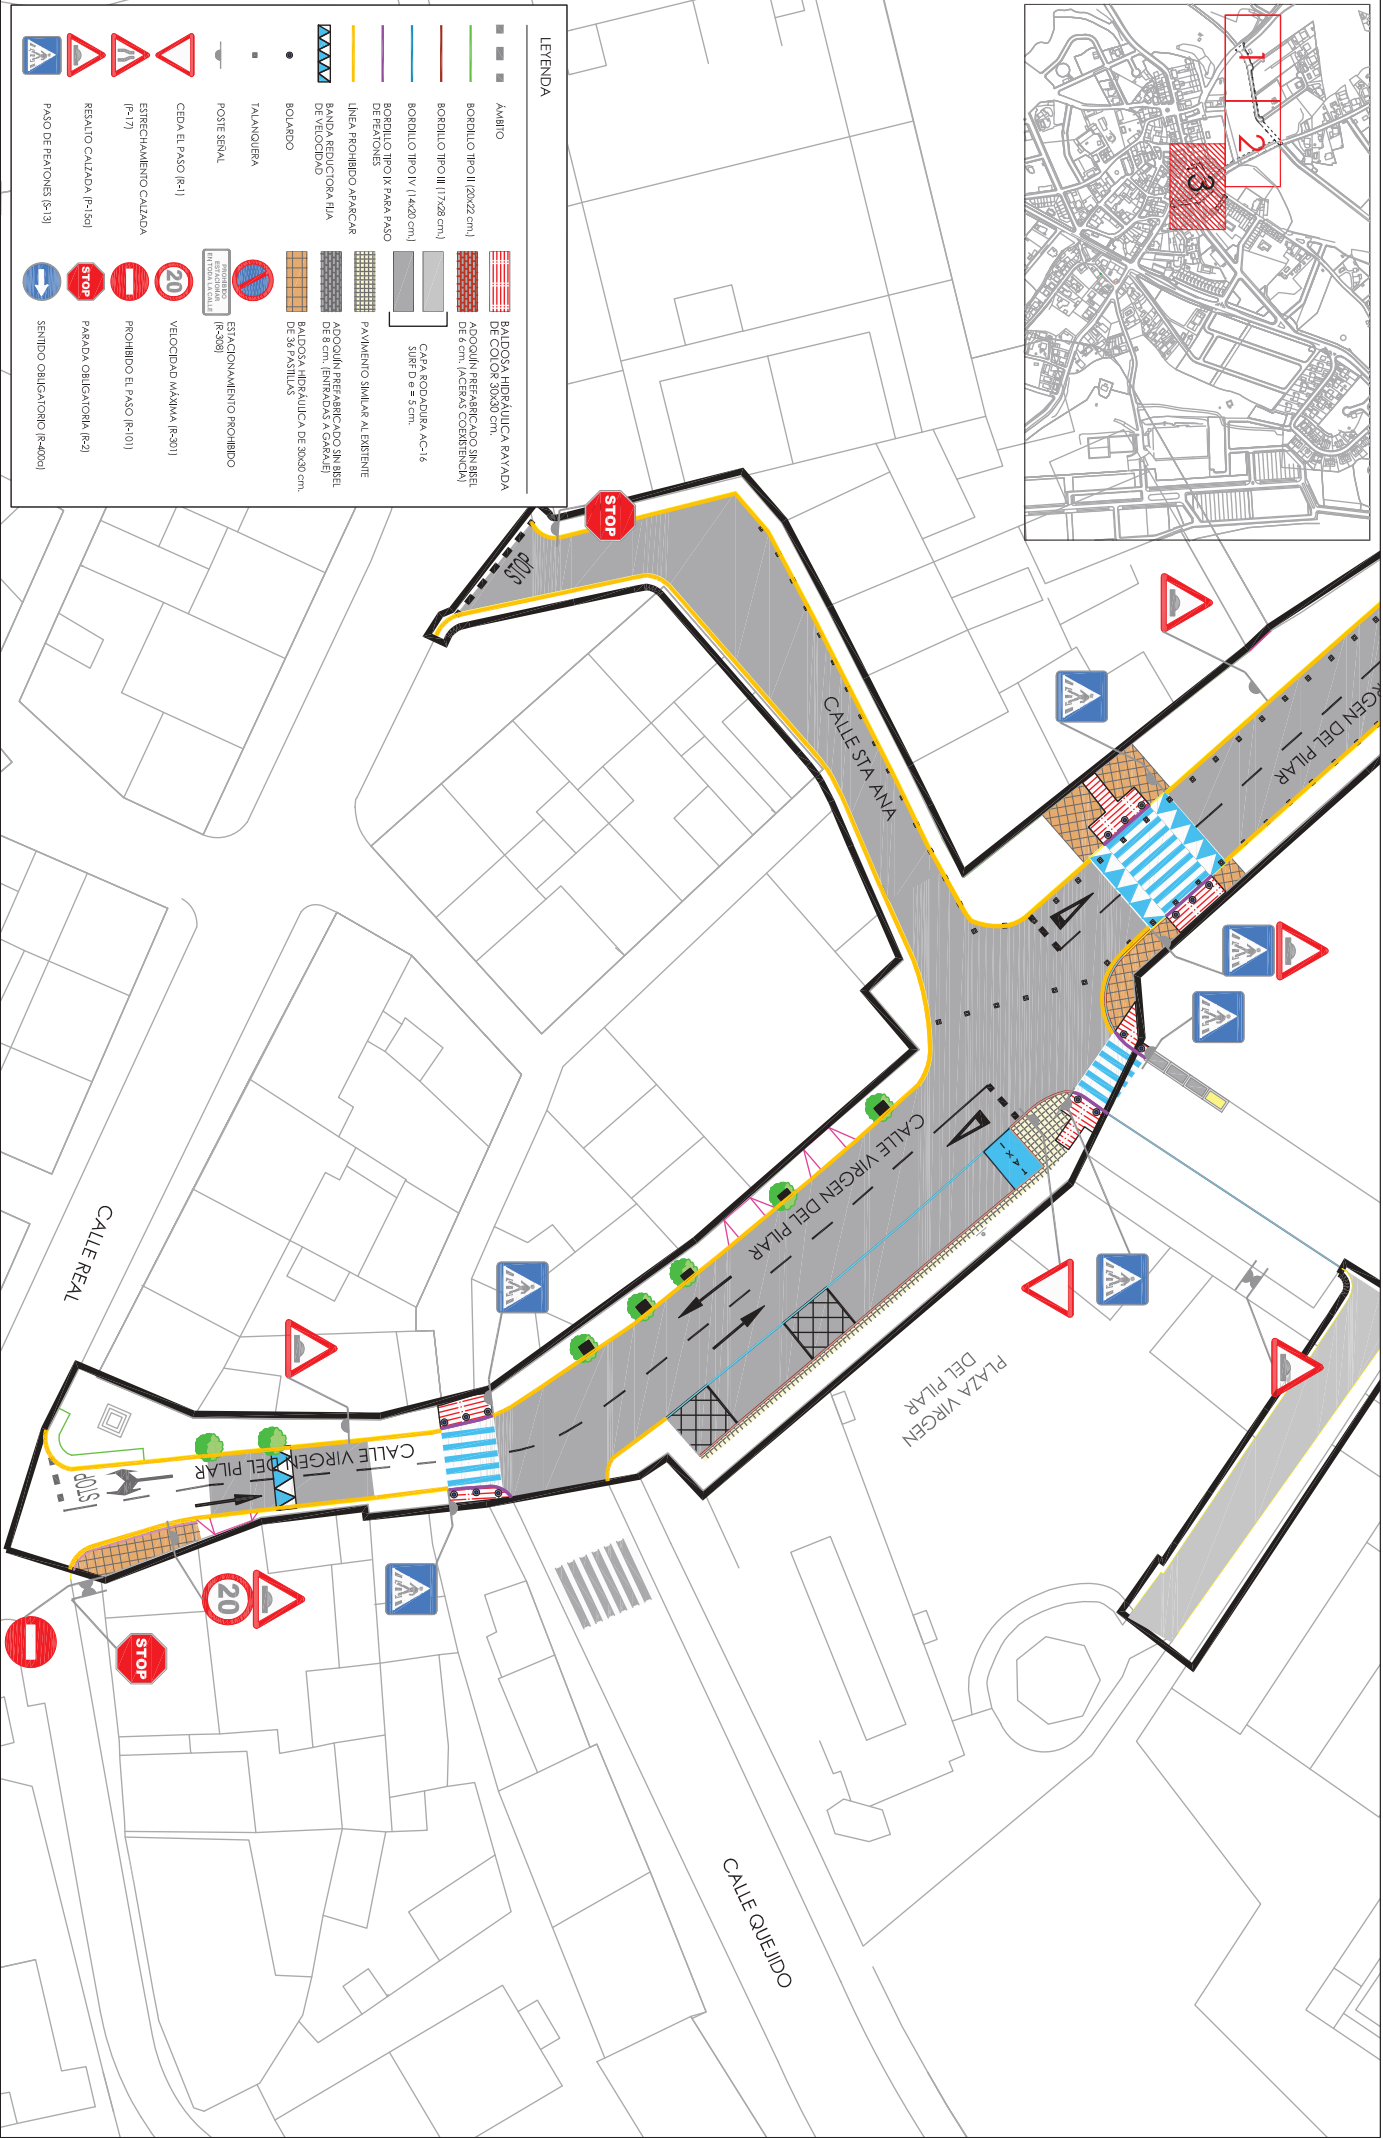 LEYENDA
ÁMBITO
BORDILLO TIPO II (20x22 cm.)
BORDILLO TIPO III (17x28 cm.)
BORDILLO TIPO IV (14x20 cm.)
BORDILLO TIPO IX PARA PASO
DE PEATONES
LÍNEA PROHIBIDO APARCAR
BANDA REDUCTORA FIJA
DE VELOCIDAD
BOLARDO
TALANQUERA
POSTE SEÑAL
CEDA EL PASO (R-1)
ESTRECHAMIENTO CALZADA
(P-17)
RESALTO CALZADA (P-15a)
PASO DE PEATONES (S-13)
BALDOSA HIDRÁULICA RAYADA
DE COLOR 30x30 cm.
ADOQUÍN PREFABRICADO SIN BISEL
DE 6 cm. (ACERAS COEXISTENCIA)
CAPA RODADURA AC-16
SURF D e = 5 cm.
PAVIMENTO SIMILAR AL EXISTENTE
ADOQUÍN PREFABRICADO SIN BISEL
DE 8 cm. (ENTRADAS A GARAJE)
BALDOSA HIDRÁULICA DE 30x30 cm.
DE 36 PASTILLAS
PROHIBIDO
ESTACIONAR
EN TODA LA CALLE
ESTACIONAMIENTO PROHIBIDO
(R-308)
20
VELOCIDAD MÁXIMA (R-301)
PROHIBIDO EL PASO (R-101)
STOP
PARADA OBLIGATORIA (R-2)
SENTIDO OBLIGATORIO (R-400a)
1
2
3
STOP
STOP
CALLE STA ANA
RGEN DEL PILAR
CALLE VIRGEN DEL PILAR
PLAZA VIRGEN
DEL PILAR
CALLE REAL
CALLE VIRGEN DEL PILAR
STOP
20
STOP
CALLE QUEJIDO